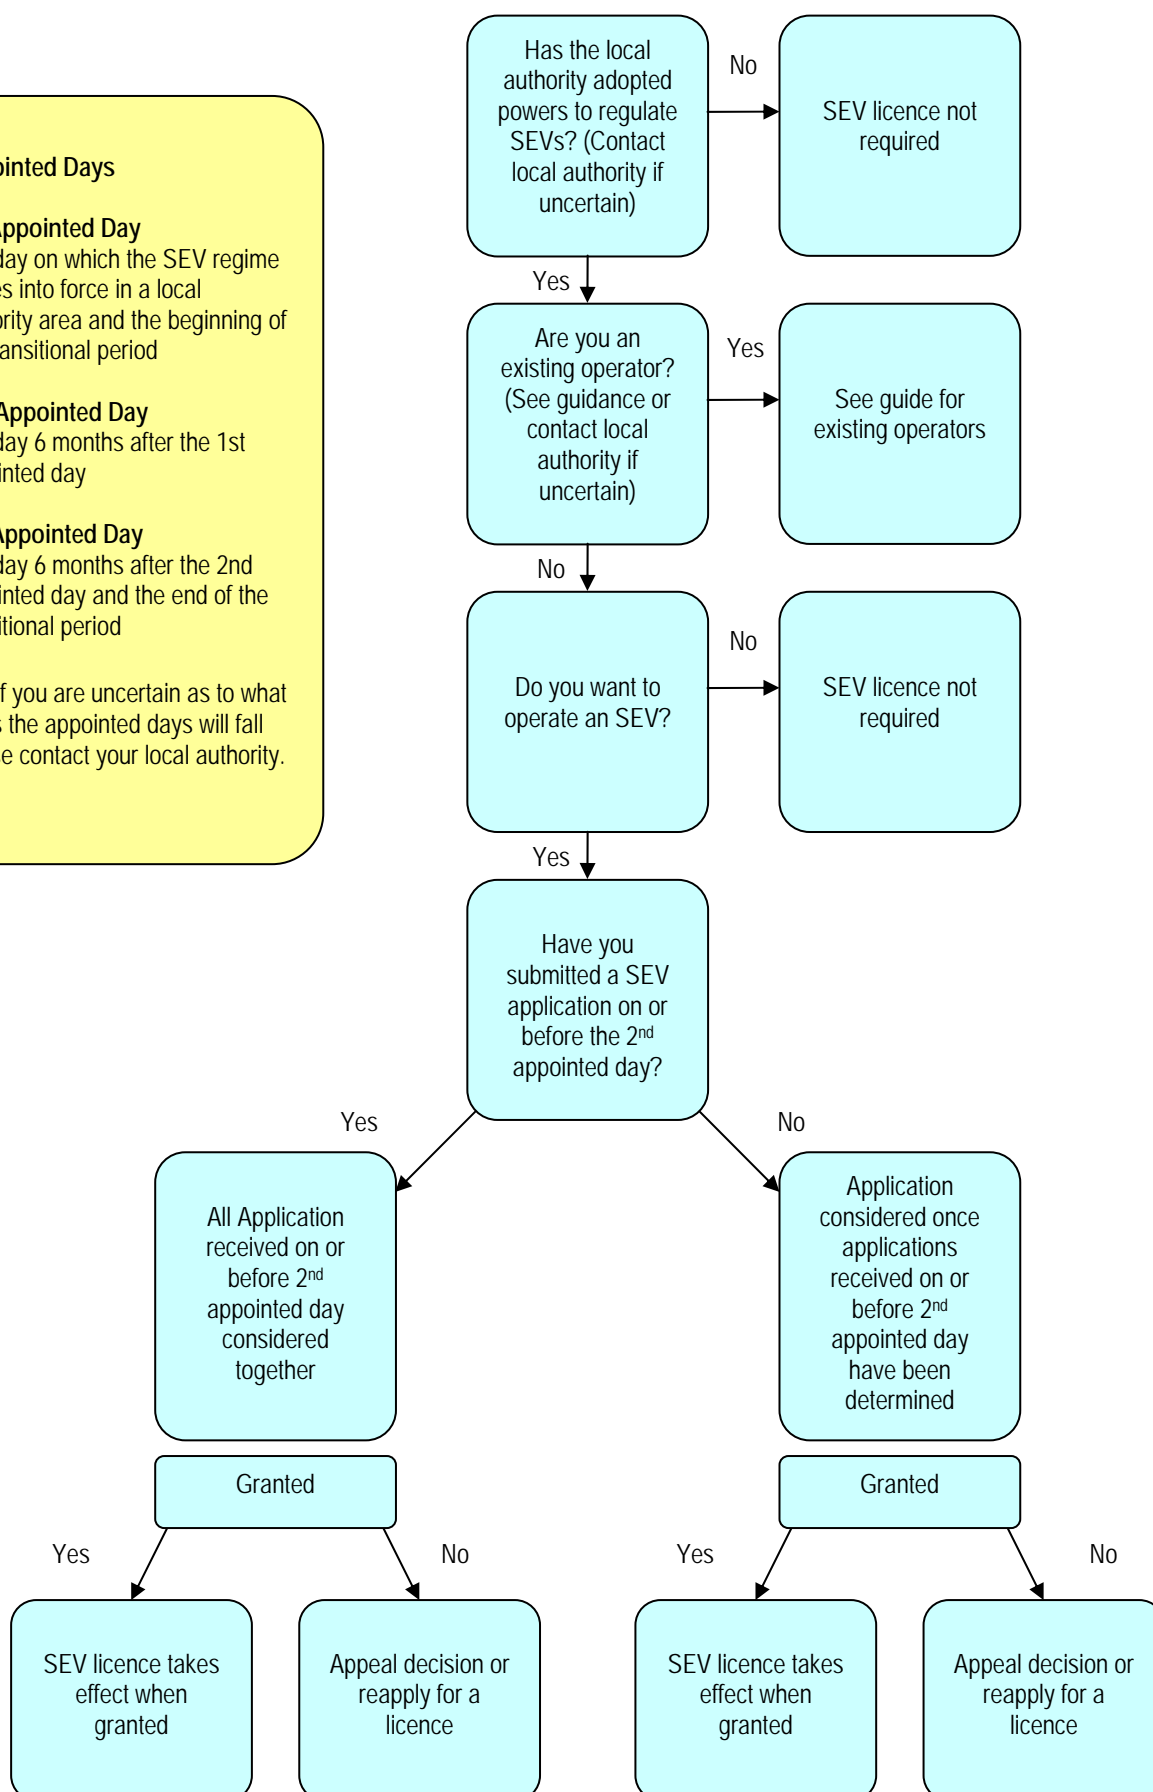 Has the local
authority adopted
powers to regulate
SEVs? (Contact
local authority if
uncertain)
No
SEV licence not
required
ointed Days
Appointed Day
day on which the SEV regime
es into force in a local
ority area and the beginning of
ransitional period
Appointed Day
day 6 months after the 1st
inted day
Appointed Day
day 6 months after the 2nd
inted day and the end of the
itional period
f you are uncertain as to what
s the appointed days will fall
e contact your local authority.
Yes
Are you an
existing operator?
(See guidance or
contact local
authority if
uncertain)
Yes
See guide for
existing operators
No
Do you want to
operate an SEV?
No
SEV licence not
required
Yes
Have you
submitted a SEV
application on or
before the 2nd
appointed day?
Yes
No
All Application
received on or
before 2nd
appointed day
considered
together
Application
considered once
applications
received on or
before 2nd
appointed day
have been
determined
Granted
Granted
Yes
No
Yes
No
SEV licence takes
effect when
granted
Appeal decision or
reapply for a
licence
SEV licence takes
effect when
granted
Appeal decision or
reapply for a
licence